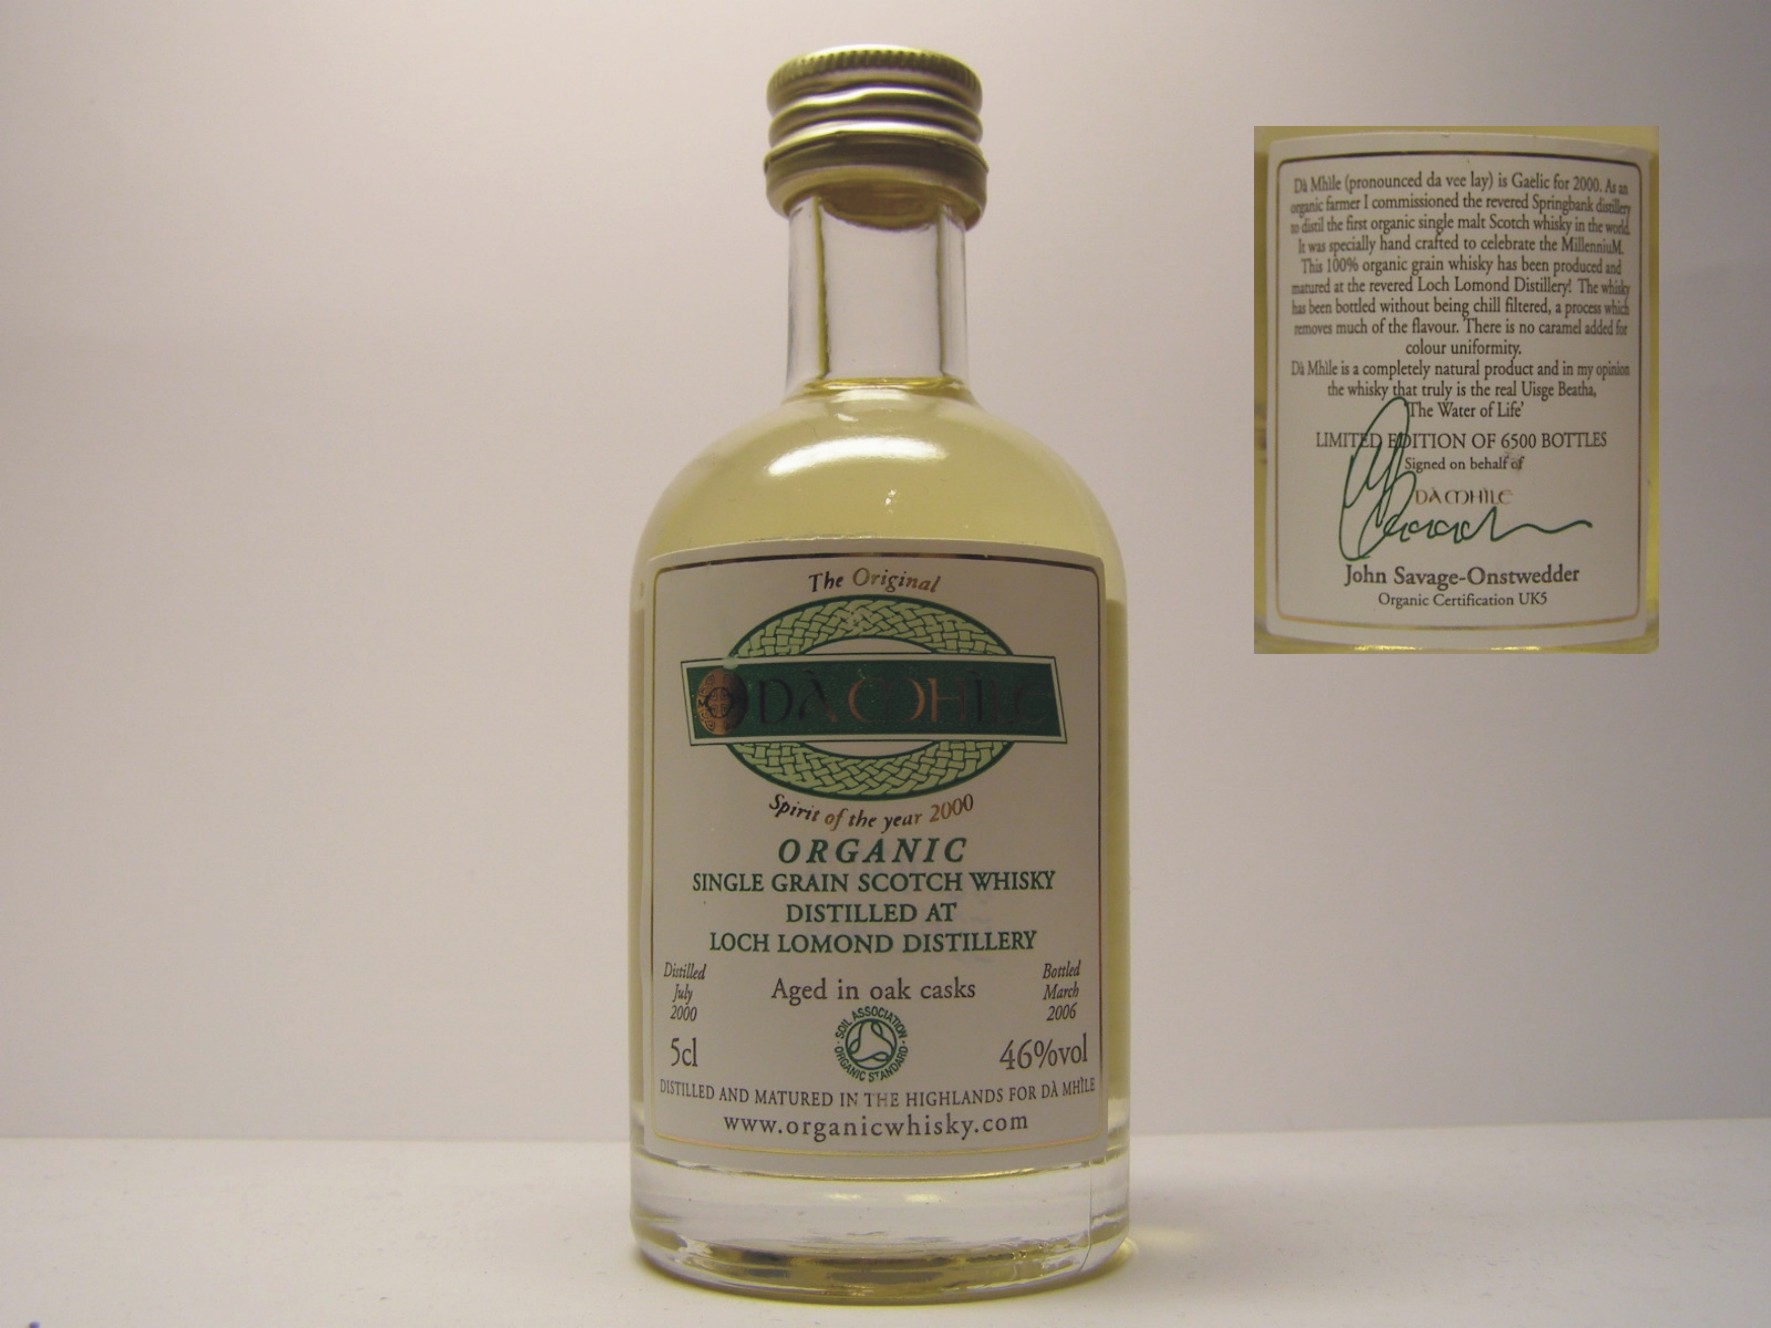 The Original
DÀ MHÌLE
Spirit of the year 2000
ORGANIC
SINGLE GRAIN SCOTCH WHISKY
DISTILLED AT
LOCH LOMOND DISTILLERY
Distilled
July
2000
Aged in oak casks
Bottled
March
2006
5cl
SOIL ASSOCIATION
ORGANIC STANDARD
46%vol
DISTILLED AND MATURED IN THE HIGHLANDS FOR DÀ MHÌLE
www.organicwhisky.com
Dà Mhìle (pronounced da vee lay) is Gaelic for 2000. As an
organic farmer I commissioned the revered Springbank distillery
to distil the first organic single malt Scotch whisky in the world.
It was specially hand crafted to celebrate the MillenniuM.
This 100% organic grain whisky has been produced and
matured at the revered Loch Lomond Distillery! The whisky
has been bottled without being chill filtered, a process which
removes much of the flavour. There is no caramel added for
colour uniformity.
Dà Mhìle is a completely natural product and in my opinion
the whisky that truly is the real Uisge Beatha,
'The Water of Life'
LIMITED EDITION OF 6500 BOTTLES
Signed on behalf of
DÀ MHÌLE
John Savage-Onstwedder
Organic Certification UK5